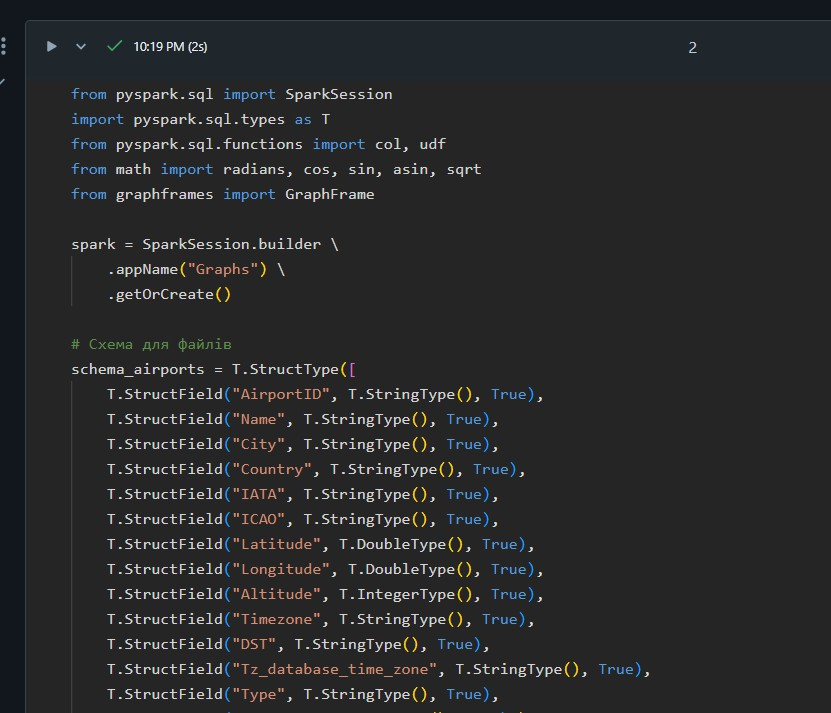 10:19 PM (2s)
2
from pyspark.sql import SparkSession
import pyspark.sql.types as T
from pyspark.sql.functions import col, udf
from math import radians, cos, sin, asin, sqrt
from graphframes import GraphFrame
spark = SparkSession.builder \
.appName("Graphs") \
.getOrCreate()
# Схема для файлів
schema_airports = T.StructType([
T.StructField("AirportID", T.StringType(), True),
T.StructField("Name", T.StringType(), True),
T.StructField("City", T.StringType(), True),
T.StructField("Country", T.StringType(), True),
T.StructField("IATA", T.StringType(), True),
T.StructField("ICAO", T.StringType(), True),
T.StructField("Latitude", T.DoubleType(), True),
T.StructField("Longitude", T.DoubleType(), True),
T.StructField("Altitude", T.IntegerType(), True),
T.StructField("Timezone", T.StringType(), True),
T.StructField("DST", T.StringType(), True),
T.StructField("Tz_database_time_zone", T.StringType(), True),
T.StructField("Type", T.StringType(), True),